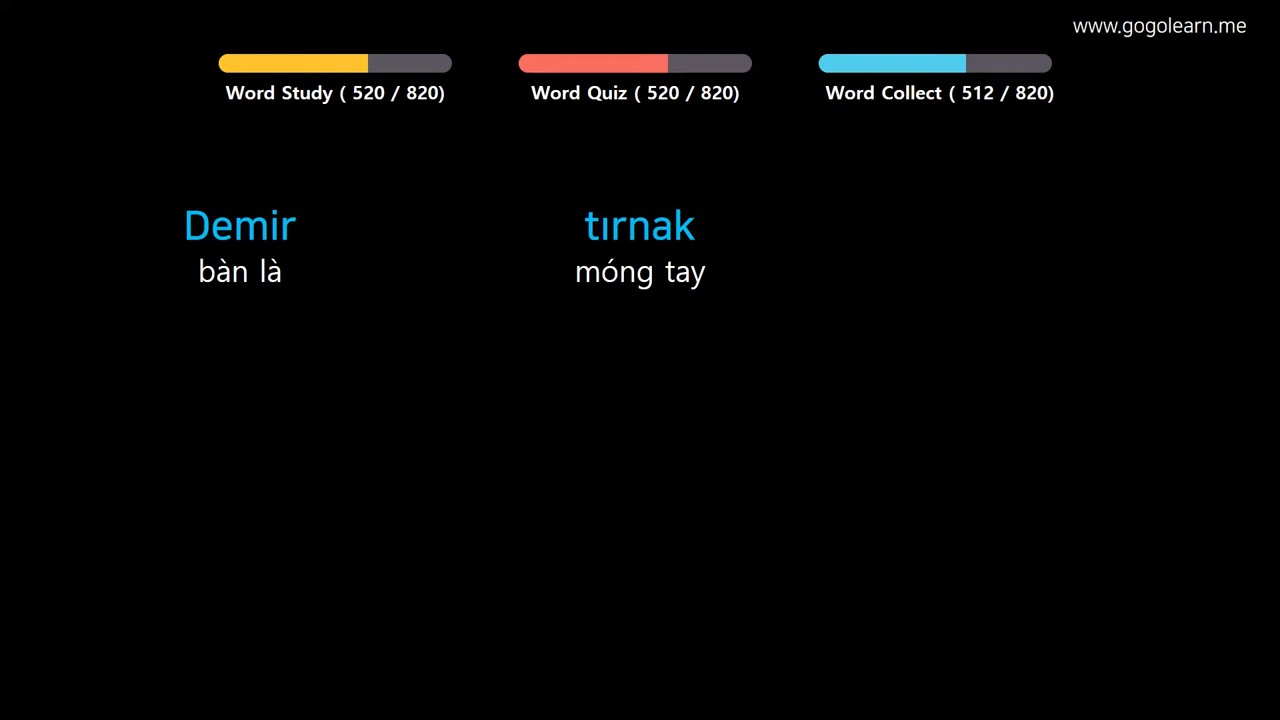 www.gogolearn.me
Word Study ( 520 / 820)
Word Quiz ( 520 / 820)
Word Collect ( 512 / 820)
Demir
bàn là
tırnak
móng tay